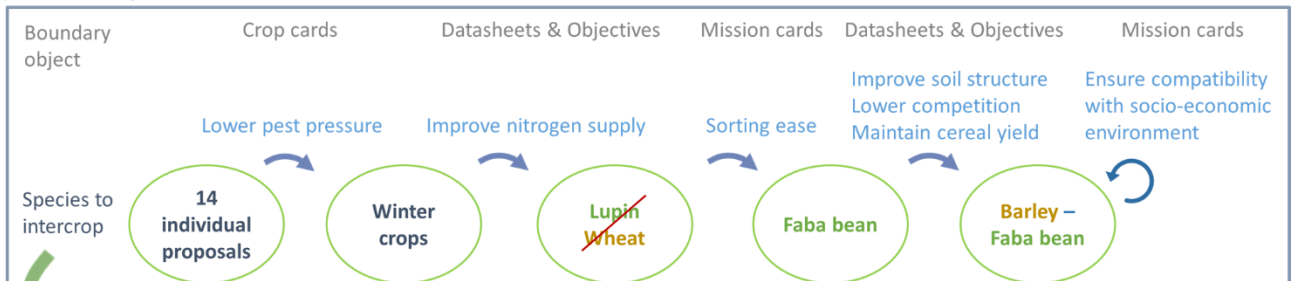 Boundary object
Crop cards
Datasheets & Objectives
Mission cards
Datasheets & Objectives
Mission cards
Lower pest pressure
Improve nitrogen supply
Sorting ease
Improve soil structure
Lower competition
Maintain cereal yield
Ensure compatibility
with socio-economic
environment
Species to
intercrop
14
individual
proposals
Winter
crops
Lupin
Wheat
Faba bean
Barley –
Faba bean